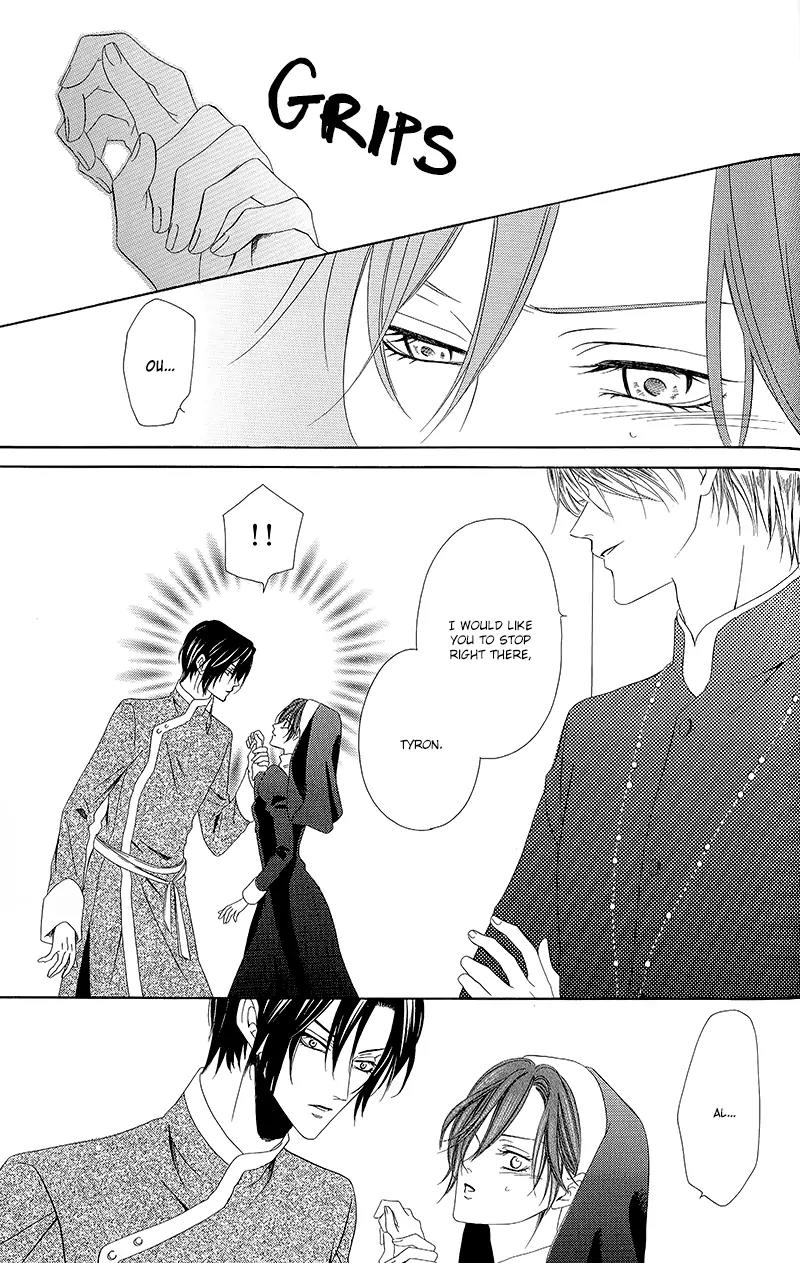 GRIPS
OU...
!!
I WOULD LIKE
YOU TO STOP
RIGHT THERE,
TYRON.
AL...